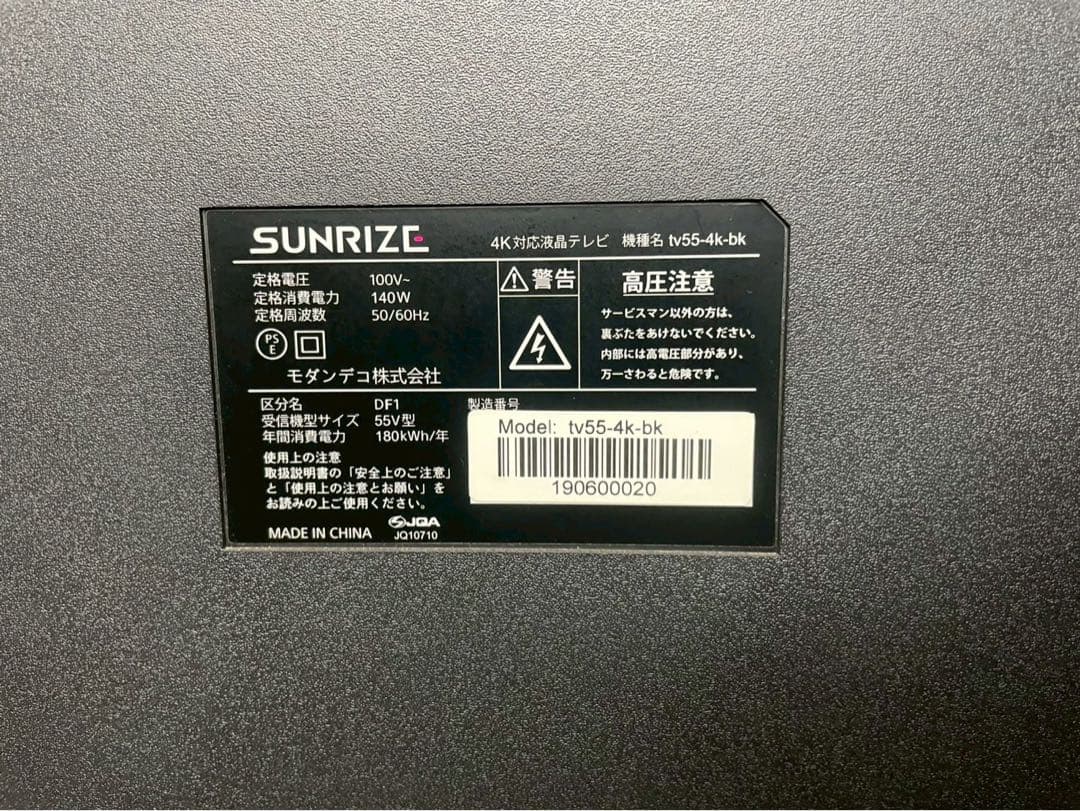 SUNRIZE
4K対応液晶テレビ 機種名 tv55-4k-bk
定格電圧 100V~
定格消費電力 140W
定格周波数 50/60Hz
PS
E
モダンデコ株式会社
警告
高圧注意
サービスマン以外の方は、
裏ぶたをあけないでください。
内部には高電圧部分があり、
万一さわると危険です。
区分名 DF1
受信機型サイズ 55V型
年間消費電力 180kWh/年
使用上の注意
取扱説明書の「安全上のご注意」
と「使用上の注意とお願い」を
お読みの上ご使用ください。
MADE IN CHINA
JQA
JQ10710
製造番号
Model: tv55-4k-bk
190600020